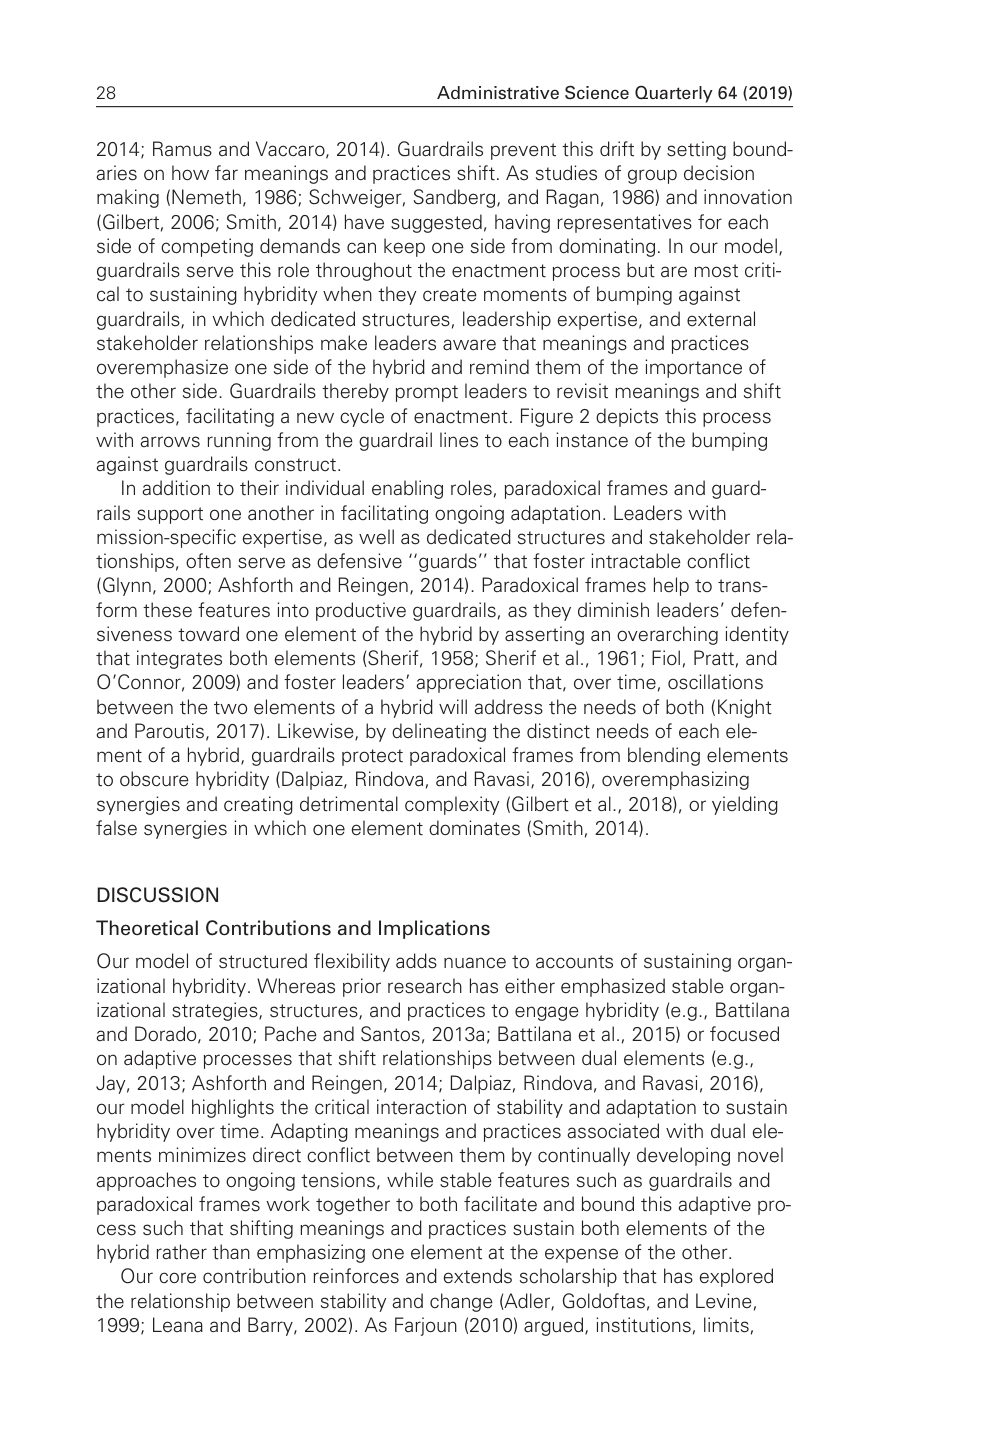 28
Administrative Science Quarterly 64 (2019)
2014; Ramus and Vaccaro, 2014). Guardrails prevent this drift by setting bound-
aries on how far meanings and practices shift. As studies of group decision
making (Nemeth, 1986; Schweiger, Sandberg, and Ragan, 1986) and innovation
(Gilbert, 2006; Smith, 2014) have suggested, having representatives for each
side of competing demands can keep one side from dominating. In our model,
guardrails serve this role throughout the enactment process but are most criti-
cal to sustaining hybridity when they create moments of bumping against
guardrails, in which dedicated structures, leadership expertise, and external
stakeholder relationships make leaders aware that meanings and practices
overemphasize one side of the hybrid and remind them of the importance of
the other side. Guardrails thereby prompt leaders to revisit meanings and shift
practices, facilitating a new cycle of enactment. Figure 2 depicts this process
with arrows running from the guardrail lines to each instance of the bumping
against guardrails construct.
In addition to their individual enabling roles, paradoxical frames and guard-
rails support one another in facilitating ongoing adaptation. Leaders with
mission-specific expertise, as well as dedicated structures and stakeholder rela-
tionships, often serve as defensive ‘‘guards’’ that foster intractable conflict
(Glynn, 2000; Ashforth and Reingen, 2014). Paradoxical frames help to trans-
form these features into productive guardrails, as they diminish leaders’ defen-
siveness toward one element of the hybrid by asserting an overarching identity
that integrates both elements (Sherif, 1958; Sherif et al., 1961; Fiol, Pratt, and
O’Connor, 2009) and foster leaders’ appreciation that, over time, oscillations
between the two elements of a hybrid will address the needs of both (Knight
and Paroutis, 2017). Likewise, by delineating the distinct needs of each ele-
ment of a hybrid, guardrails protect paradoxical frames from blending elements
to obscure hybridity (Dalpiaz, Rindova, and Ravasi, 2016), overemphasizing
synergies and creating detrimental complexity (Gilbert et al., 2018), or yielding
false synergies in which one element dominates (Smith, 2014).
DISCUSSION
Theoretical Contributions and Implications
Our model of structured flexibility adds nuance to accounts of sustaining organ-
izational hybridity. Whereas prior research has either emphasized stable organ-
izational strategies, structures, and practices to engage hybridity (e.g., Battilana
and Dorado, 2010; Pache and Santos, 2013a; Battilana et al., 2015) or focused
on adaptive processes that shift relationships between dual elements (e.g.,
Jay, 2013; Ashforth and Reingen, 2014; Dalpiaz, Rindova, and Ravasi, 2016),
our model highlights the critical interaction of stability and adaptation to sustain
hybridity over time. Adapting meanings and practices associated with dual ele-
ments minimizes direct conflict between them by continually developing novel
approaches to ongoing tensions, while stable features such as guardrails and
paradoxical frames work together to both facilitate and bound this adaptive pro-
cess such that shifting meanings and practices sustain both elements of the
hybrid rather than emphasizing one element at the expense of the other.
Our core contribution reinforces and extends scholarship that has explored
the relationship between stability and change (Adler, Goldoftas, and Levine,
1999; Leana and Barry, 2002). As Farjoun (2010) argued, institutions, limits,